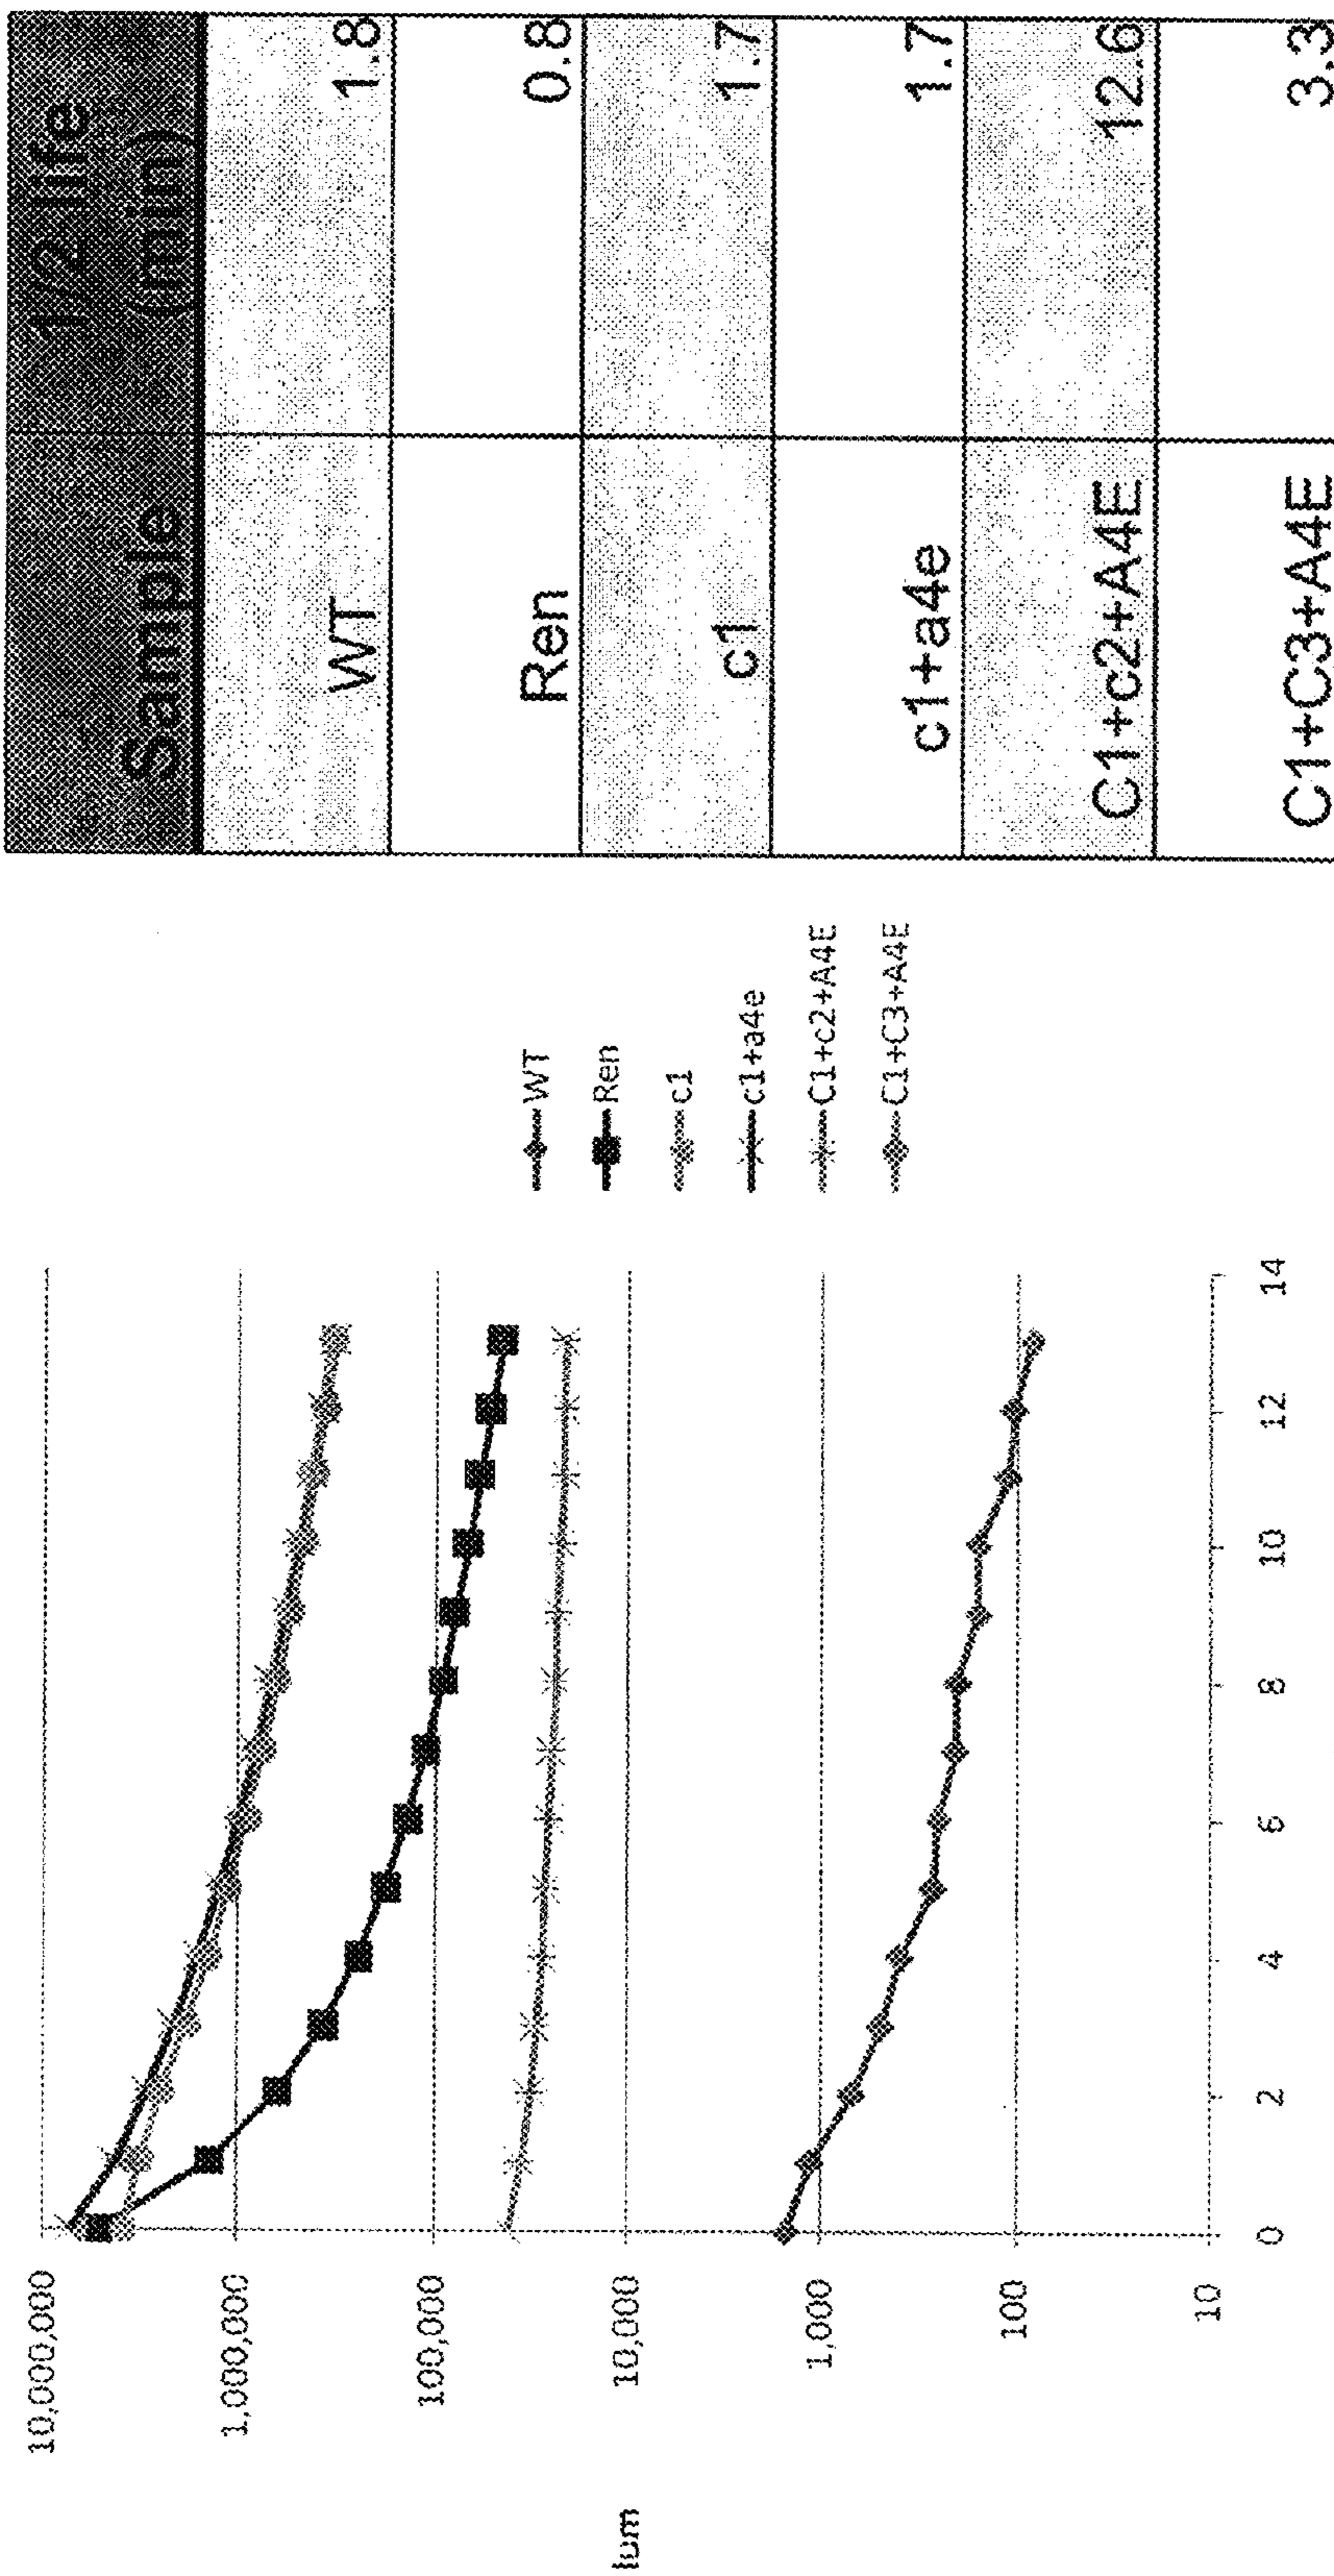 10,000,000
1,000,000
100,000
10,000
1,000
100
10
lum
0 2 4 6 8 10 12 14
WT
Ren
c1
c1+a4e
C1+c2+A4E
C1+C3+A4E
Sample 1/2 life (min)
WT 1.8
Ren 0.8
c1 1.7
c1+a4e 1.7
C1+c2+A4E 12.6
C1+C3+A4E 3.3